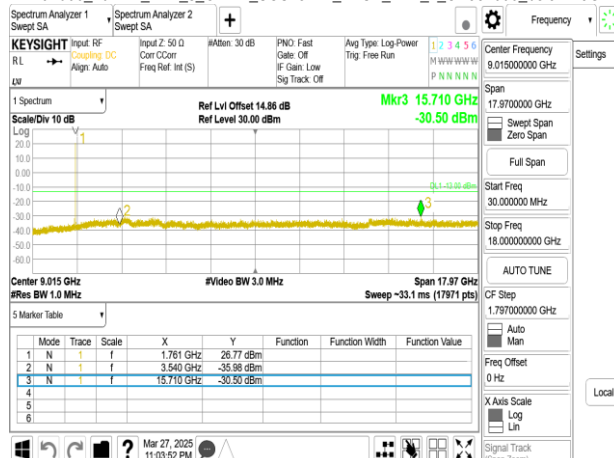 Spectrum Analyzer 1
Swept SA
Spectrum Analyzer 2
Swept SA
+
Frequency
Settings
KEYSIGHT
RL
LXI
Input: RF
Coupling: DC
Align: Auto
Input Z: 50 Ω
Corr CCorr
Freq Ref: Int (S)
#Atten: 30 dB
PNO: Fast
Gate: Off
IF Gain: Low
Sig Track: Off
Avg Type: Log-Power
Trig: Free Run
1 2 3 4 5 6
M W W W W W
P N N N N N
1 Spectrum
Scale/Div 10 dB
Log
Ref Lvl Offset 14.86 dB
Ref Level 30.00 dBm
Mkr3 15.710 GHz
-30.50 dBm
20.0
10.0
0.00
-10.0
-20.0
-30.0
-40.0
-50.0
-60.0
1
2
3
DL1 -13.00 dBm
Center 9.015 GHz
#Res BW 1.0 MHz
#Video BW 3.0 MHz
Span 17.97 GHz
Sweep ~33.1 ms (17971 pts)
5 Marker Table
Mode Trace Scale X Y Function Function Width Function Value
1 N 1 f 1.761 GHz 26.77 dBm
2 N 1 f 3.540 GHz -35.98 dBm
3 N 1 f 15.710 GHz -30.50 dBm
4
5
6
Center Frequency
9.015000000 GHz
Span
17.9700000 GHz
Swept Span
Zero Span
Full Span
Start Freq
30.000000 MHz
Stop Freq
18.000000000 GHz
AUTO TUNE
CF Step
1.797000000 GHz
Auto
Man
Freq Offset
0 Hz
X Axis Scale
Log
Lin
Signal Track
Local
?
Mar 27, 2025
11:03:52 PM